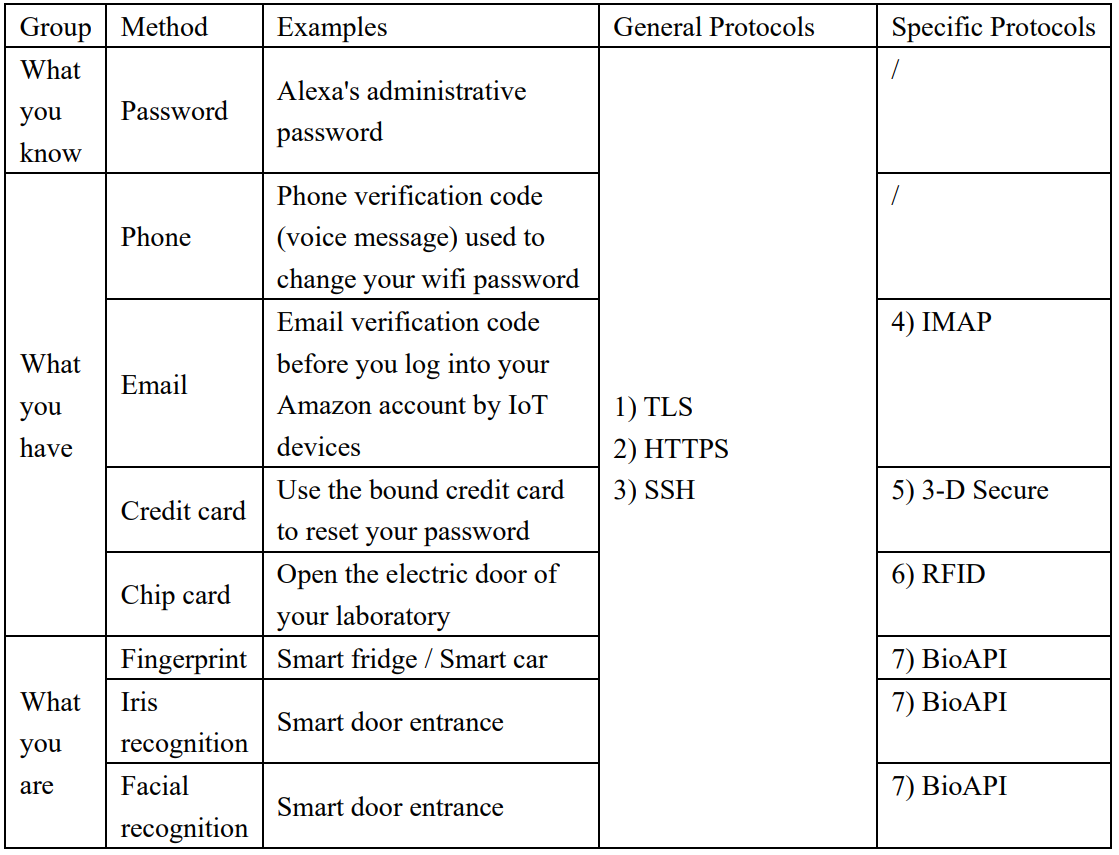 Group Method Examples General Protocols Specific Protocols
What
you
know
Password
Alexa's administrative
password
/
What
you
have
Phone
Phone verification code
(voice message) used to
change your wifi password
/
Email
Email verification code
before you log into your
Amazon account by IoT
devices
4) IMAP
Credit card
Use the bound credit card
to reset your password
5) 3-D Secure
Chip card
Open the electric door of
your laboratory
6) RFID
1) TLS
2) HTTPS
3) SSH
What
you
are
Fingerprint
Smart fridge / Smart car
7) BioAPI
Iris
recognition
Smart door entrance
7) BioAPI
Facial
recognition
Smart door entrance
7) BioAPI